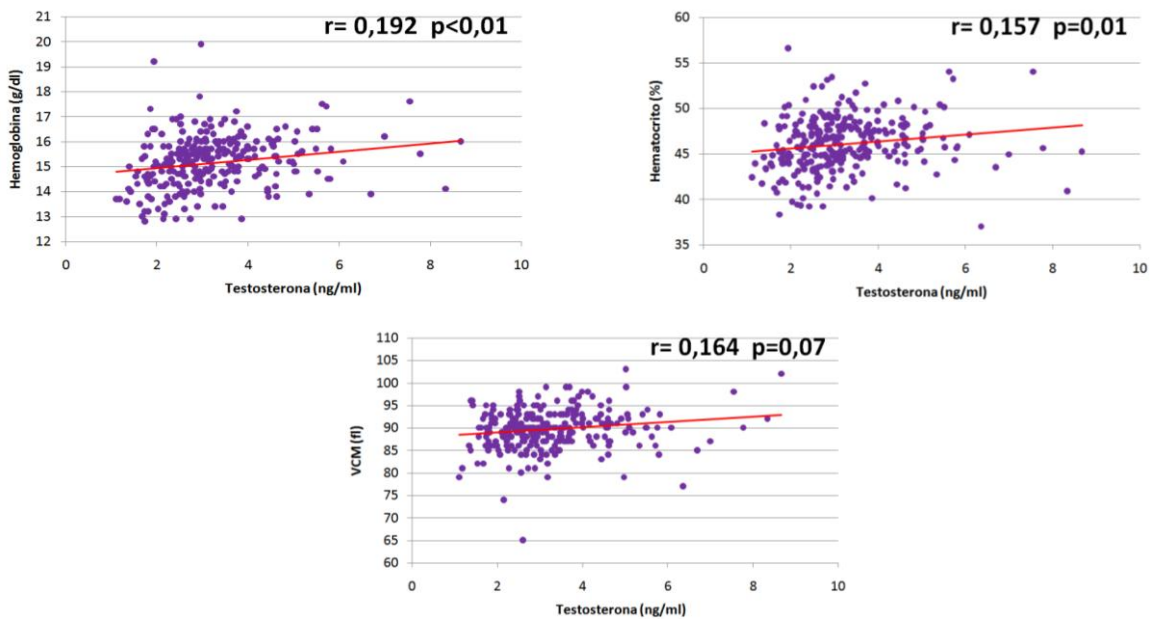 r= 0,192 p<0,01
Hemoglobina (g/dl)
21
20
19
18
17
16
15
14
13
12
0 2 4 6 8 10
Testosterona (ng/ml)
r= 0,157 p=0,01
Hematocrito (%)
60
55
50
45
40
35
0 2 4 6 8 10
Testosterona (ng/ml)
r= 0,164 p=0,07
VCM (fl)
110
105
100
95
90
85
80
75
70
65
60
0 2 4 6 8 10
Testosterona (ng/ml)